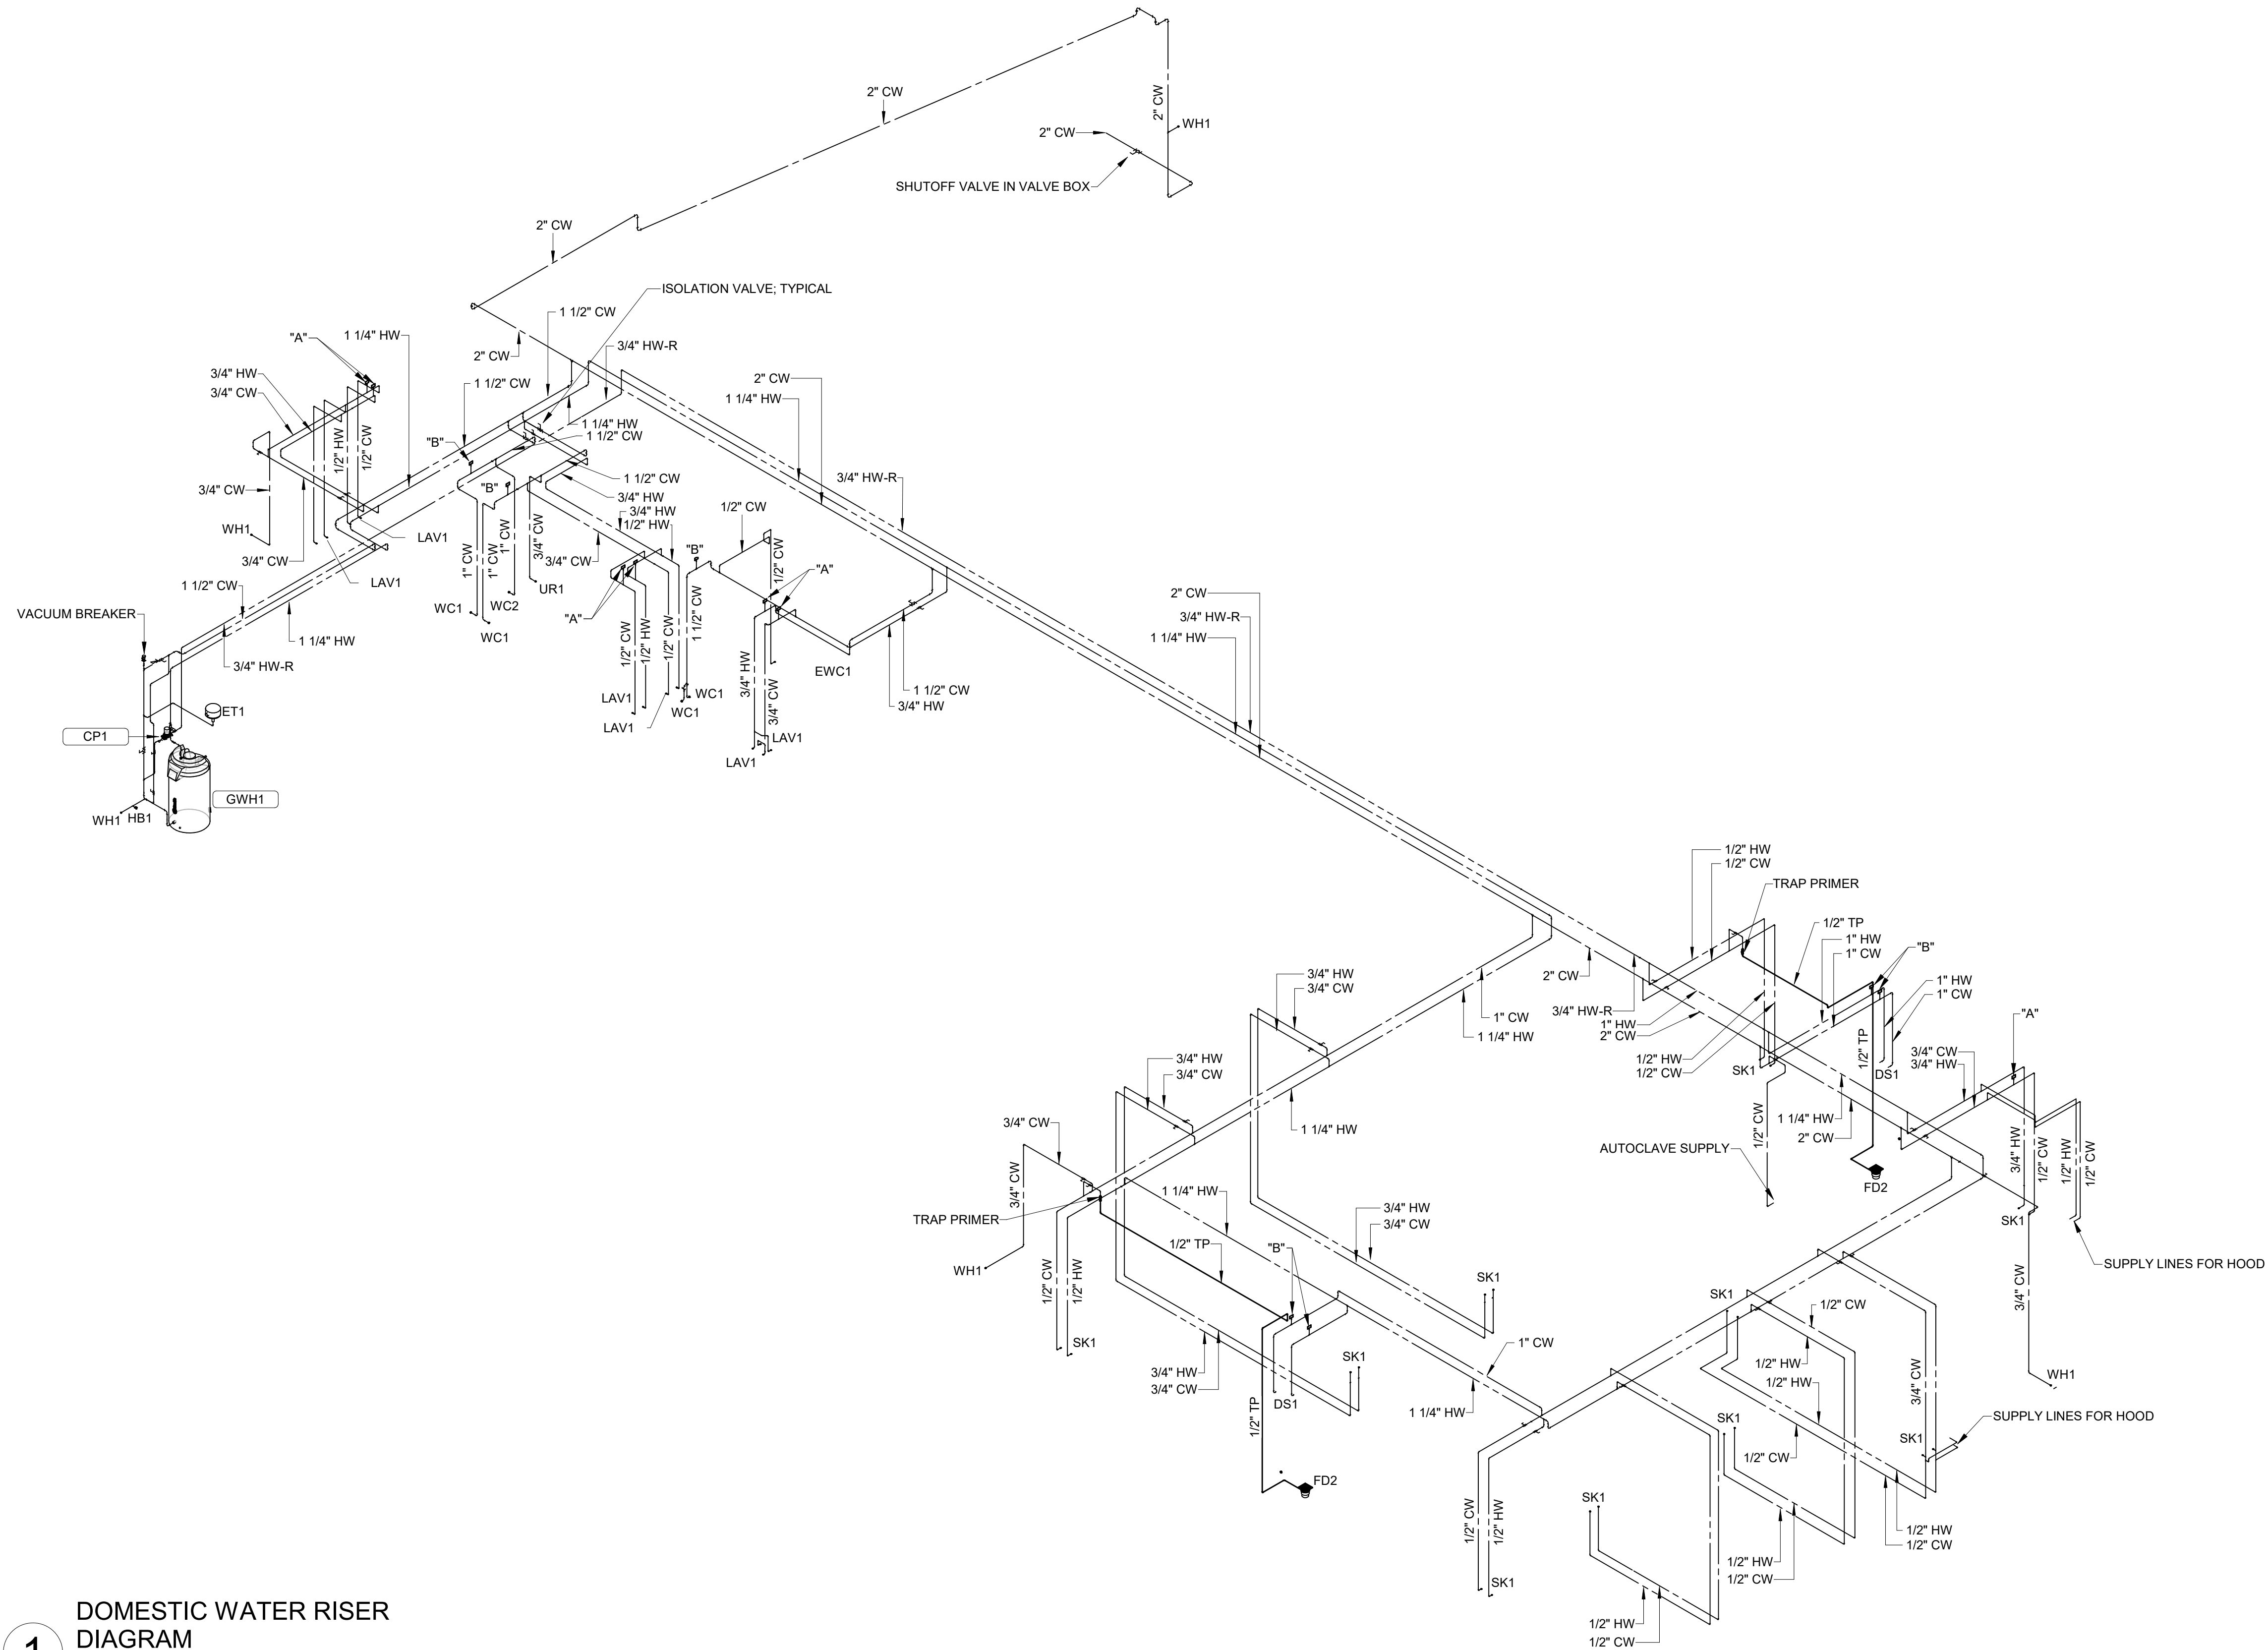 2" CW
2" CW
2" CW
WH1
SHUTOFF VALVE IN VALVE BOX
2" CW
ISOLATION VALVE; TYPICAL
1 1/2" CW
"A"
1 1/4" HW
3/4" HW-R
2" CW
3/4" HW
3/4" CW
1 1/2" CW
2" CW
1 1/4" HW
1 1/4" HW
1 1/2" CW
"B"
1/2" HW
1/2" CW
3/4" HW-R
1 1/2" CW
3/4" CW
"B"
3/4" HW
3/4" HW
1/2" HW
1/2" CW
WH1
LAV1
1" CW
1" CW
1" CW
3/4" CW
3/4" CW
3/4" CW
"B"
1/2" CW
"A"
LAV1
1 1/2" CW
UR1
WC2
WC1
WC1
"A"
VACUUM BREAKER
1 1/4" HW
3/4" HW-R
1/2" CW
1/2" HW
1/2" CW
1 1/2" CW
EWC1
3/4" HW
3/4" CW
1 1/2" CW
3/4" HW
LAV1
LAV1
WC1
WC1
2" CW
3/4" HW-R
1 1/4" HW
ET1
CP1
LAV1
LAV1
GWH1
WH1
HB1
1/2" HW
1/2" CW
TRAP PRIMER
1/2" TP
1" HW
1" CW
"B"
3/4" HW
3/4" CW
2" CW
1" HW
1" CW
3/4" HW-R
1" HW
2" CW
1" CW
1 1/4" HW
"A"
1/2" HW
1/2" CW
SK1
1/2" TP
DS1
3/4" CW
3/4" HW
3/4" HW
3/4" CW
3/4" CW
1 1/4" HW
1/2" CW
1 1/4" HW
2" CW
AUTOCLAVE SUPPLY
FD2
3/4" HW
1/2" CW
1/2" HW
1/2" CW
SK1
SUPPLY LINES FOR HOOD
3/4" CW
1 1/4" HW
TRAP PRIMER
3/4" HW
3/4" CW
1/2" TP
"B"
WH1
1/2" CW
1/2" HW
SK1
SK1
SK1
1/2" CW
3/4" CW
1" CW
1/2" HW
1/2" HW
SK1
3/4" HW
3/4" CW
SK1
3/4" CW
WH1
DS1
1 1/4" HW
1/2" TP
SK1
SUPPLY LINES FOR HOOD
SK1
1/2" CW
FD2
1/2" CW
1/2" HW
SK1
1/2" HW
1/2" CW
1/2" HW
1/2" CW
SK1
1/2" HW
1/2" CW
1
DOMESTIC WATER RISER
DIAGRAM